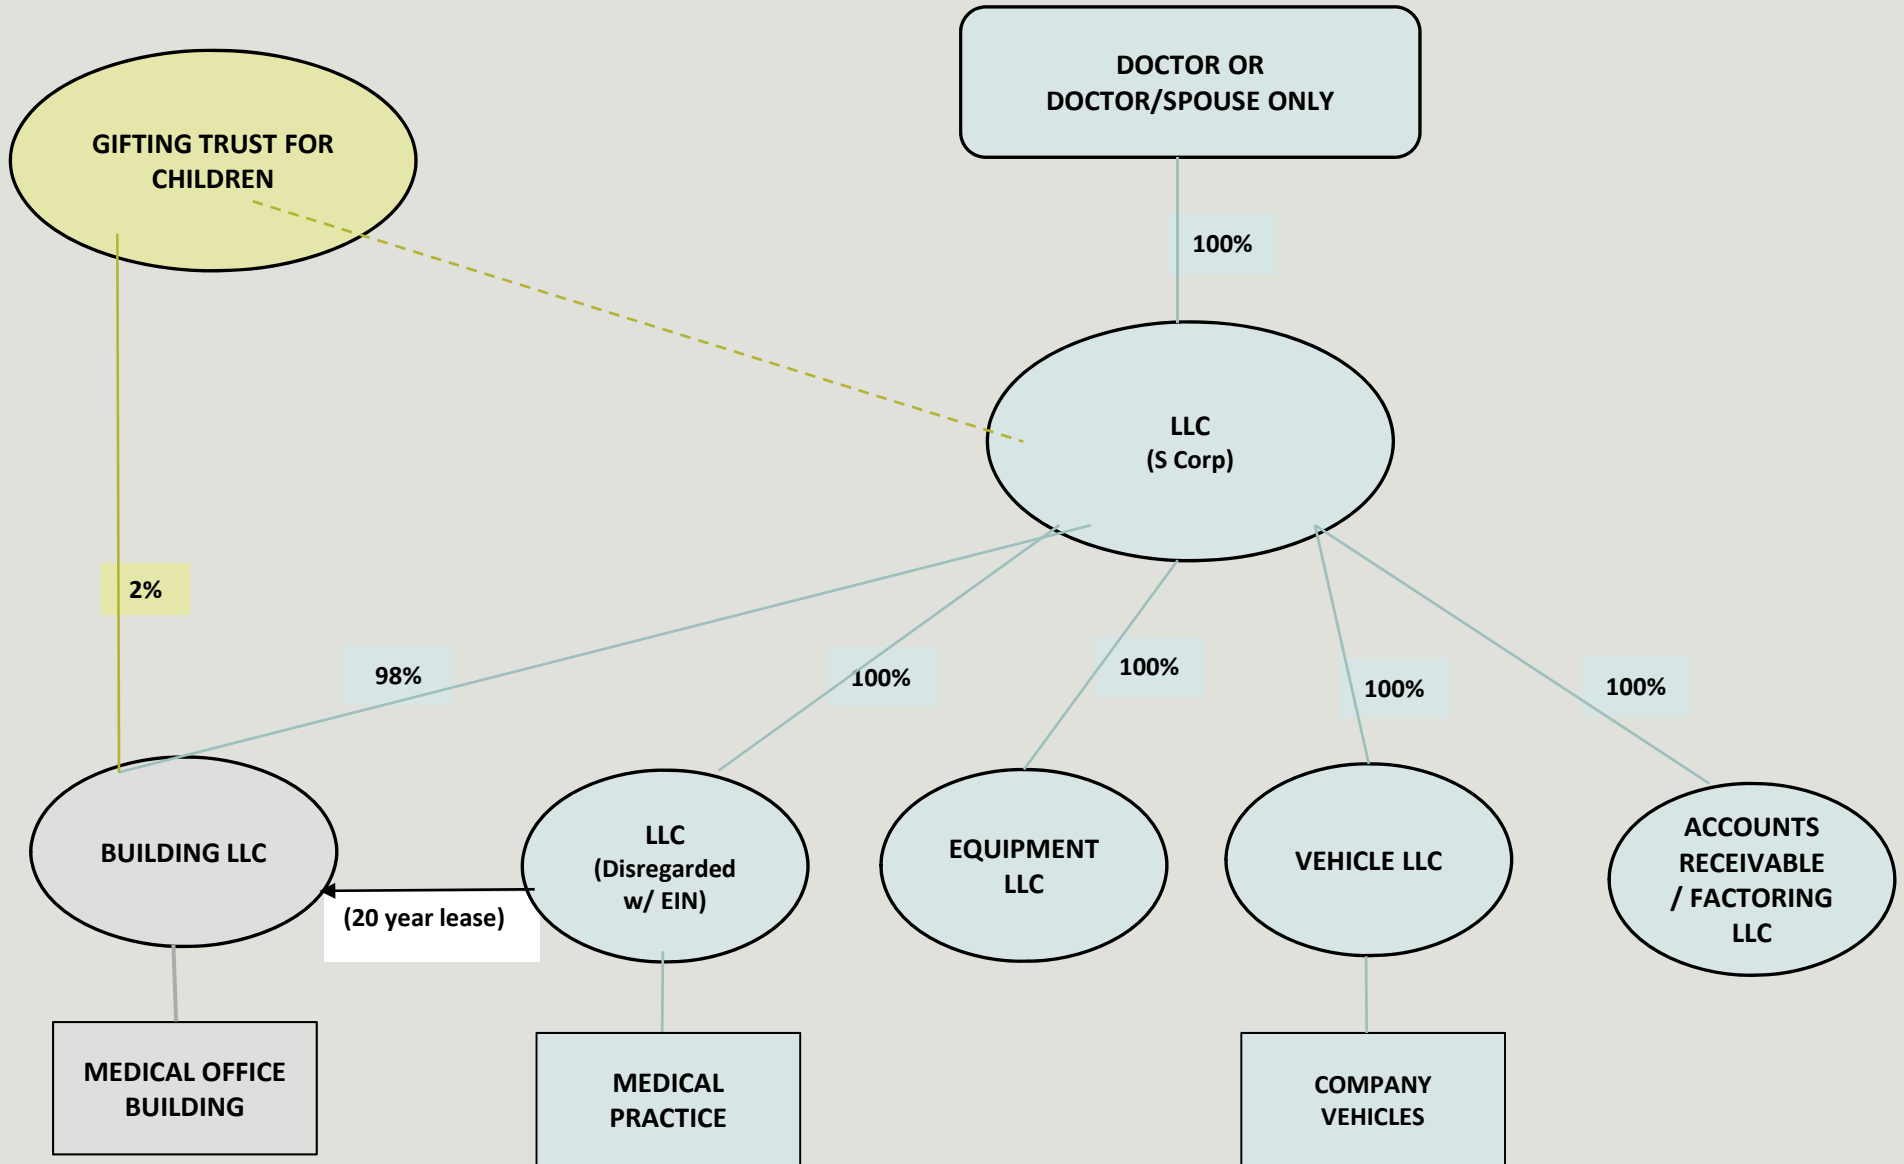 DOCTOR OR
DOCTOR/SPOUSE ONLY
GIFTING TRUST FOR
CHILDREN
100%
LLC
(S Corp)
2%
98%
100%
100%
100%
100%
BUILDING LLC
(20 year lease)
LLC
(Disregarded
w/ EIN)
EQUIPMENT
LLC
VEHICLE LLC
ACCOUNTS
RECEIVABLE
/ FACTORING
LLC
MEDICAL OFFICE
BUILDING
MEDICAL
PRACTICE
COMPANY
VEHICLES